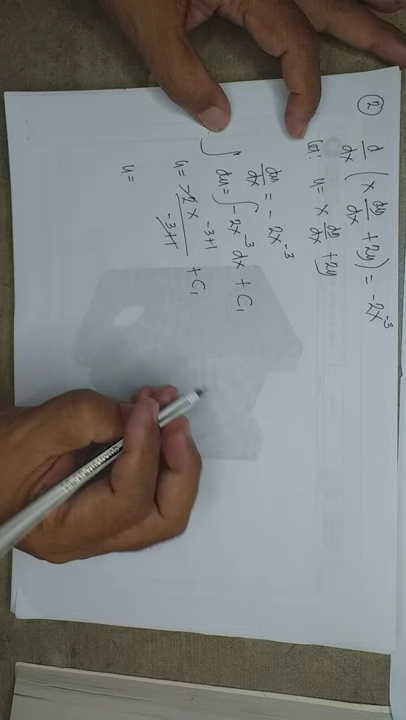 ② d/dx (x dy/dx + 2y) = -2x^-3
Let: u = x dy/dx + 2y
du/dx = -2x^-3
∫ du = ∫ -2x^-3 dx + C₁
u = -2x^-3+1 / -3+1 + C₁
u =